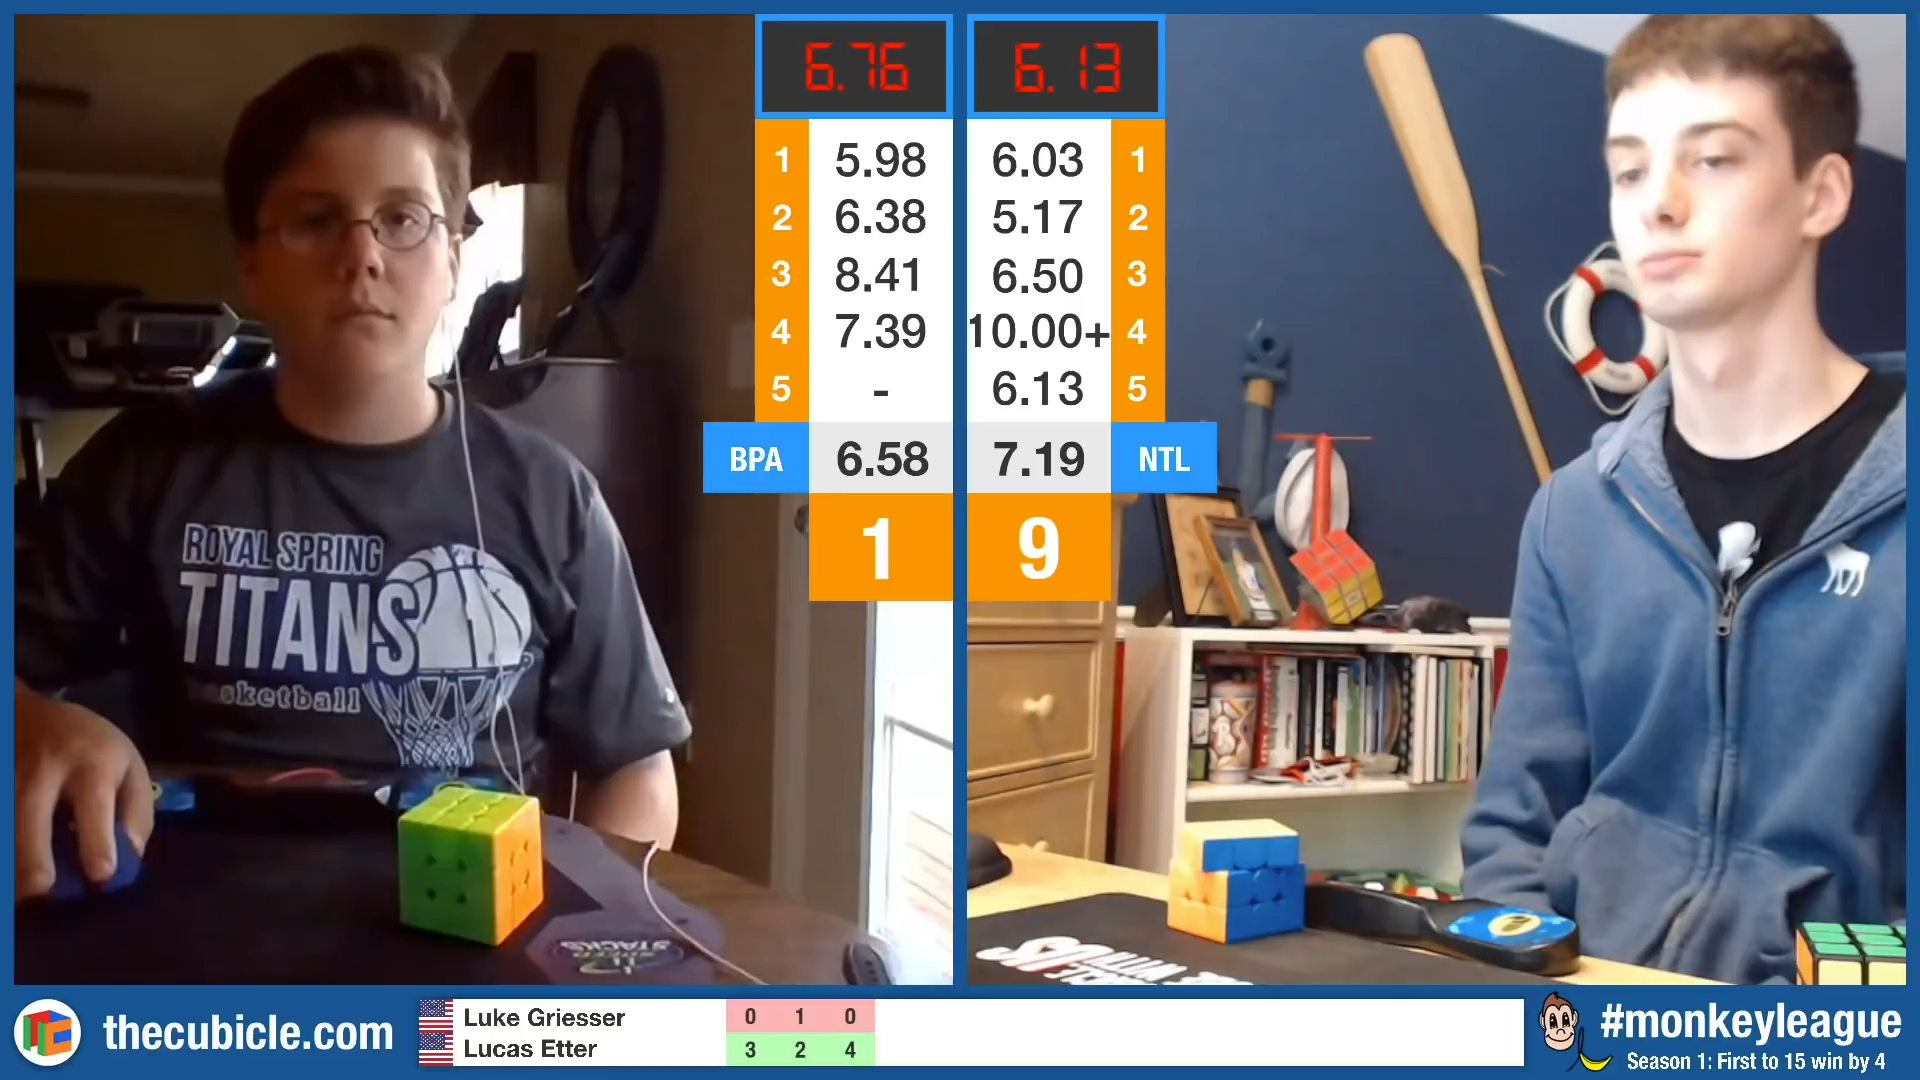 6.76
6.13
1 5.98 6.03 1
2 6.38 5.17 2
3 8.41 6.50 3
4 7.39 10.00+ 4
5 - 6.13 5
BPA 6.58 7.19 NTL
1 9
ROYAL SPRING
TITANS
basketball
STACKS
thecubicle.com
Luke Griesser 0 1 0
Lucas Etter 3 2 4
#monkeyleague
Season 1: First to 15 win by 4